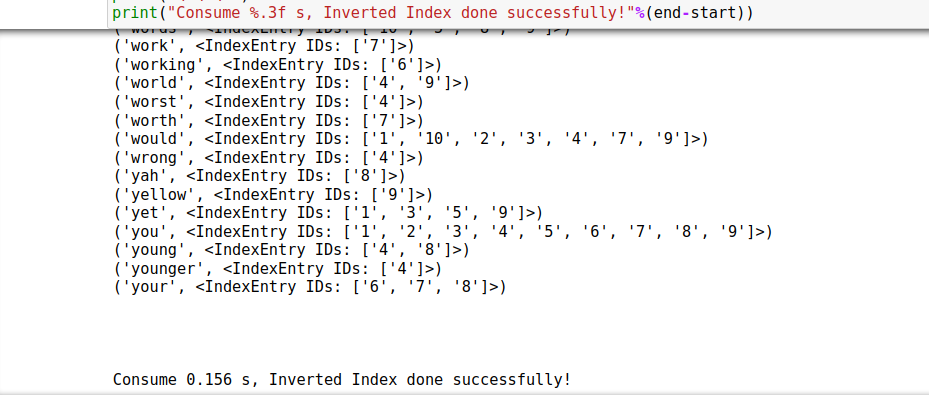 print("Consume %.3f s, Inverted Index done successfully!"%(end-start))
('work', <IndexEntry IDs: ['7']>)
('working', <IndexEntry IDs: ['6']>)
('world', <IndexEntry IDs: ['4', '9']>)
('worst', <IndexEntry IDs: ['4']>)
('worth', <IndexEntry IDs: ['7']>)
('would', <IndexEntry IDs: ['1', '10', '2', '3', '4', '7', '9']>)
('wrong', <IndexEntry IDs: ['4']>)
('yah', <IndexEntry IDs: ['8']>)
('yellow', <IndexEntry IDs: ['9']>)
('yet', <IndexEntry IDs: ['1', '3', '5', '9']>)
('you', <IndexEntry IDs: ['1', '2', '3', '4', '5', '6', '7', '8', '9']>)
('young', <IndexEntry IDs: ['4', '8']>)
('younger', <IndexEntry IDs: ['4']>)
('your', <IndexEntry IDs: ['6', '7', '8']>)
Consume 0.156 s, Inverted Index done successfully!